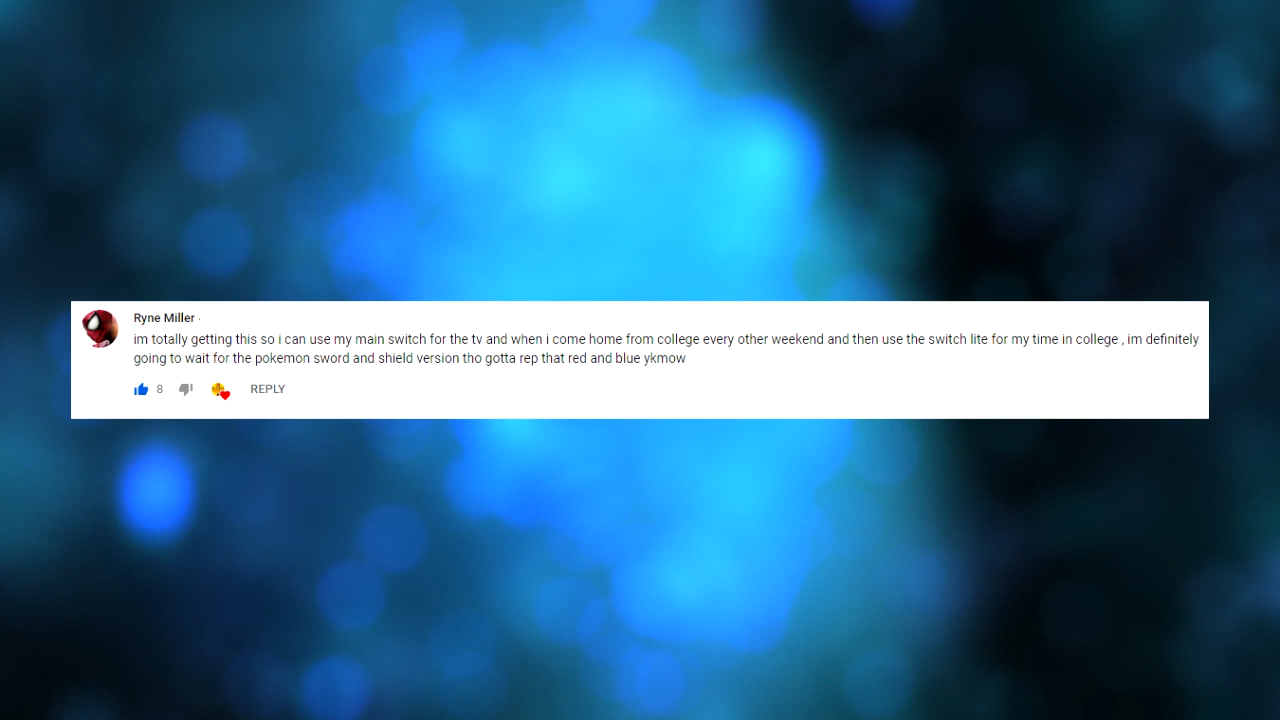 Ryne Miller ·
im totally getting this so i can use my main switch for the tv and when i come home from college every other weekend and then use the switch lite for my time in college , im definitely
going to wait for the pokemon sword and shield version tho gotta rep that red and blue ykmow
8 REPLY